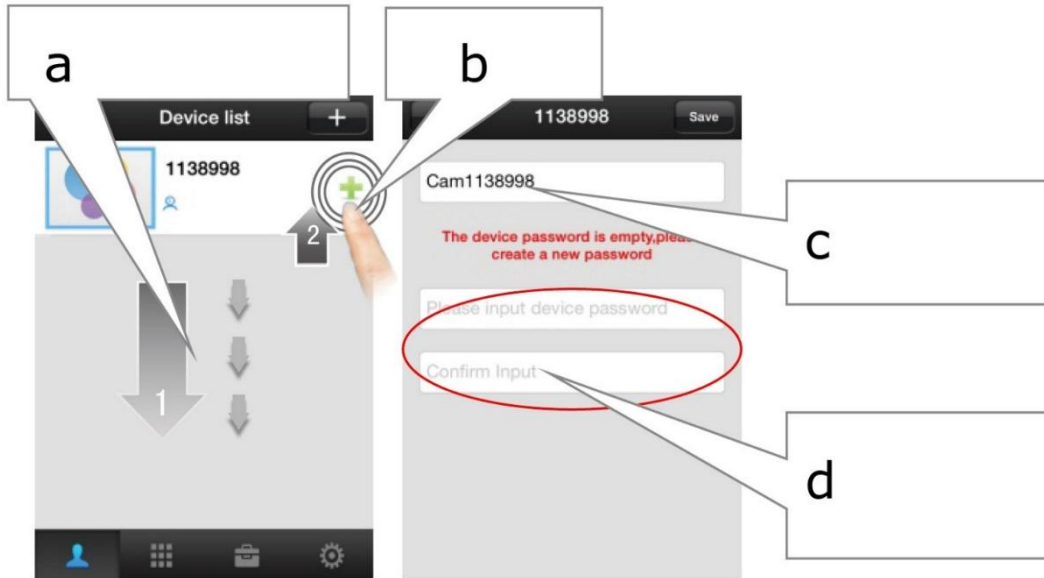 a
b
Device list
+
1138998
2
1
1138998
Save
Cam1138998
c
The device password is empty,pleas
create a new password
Please input device password
Confirm Input
d